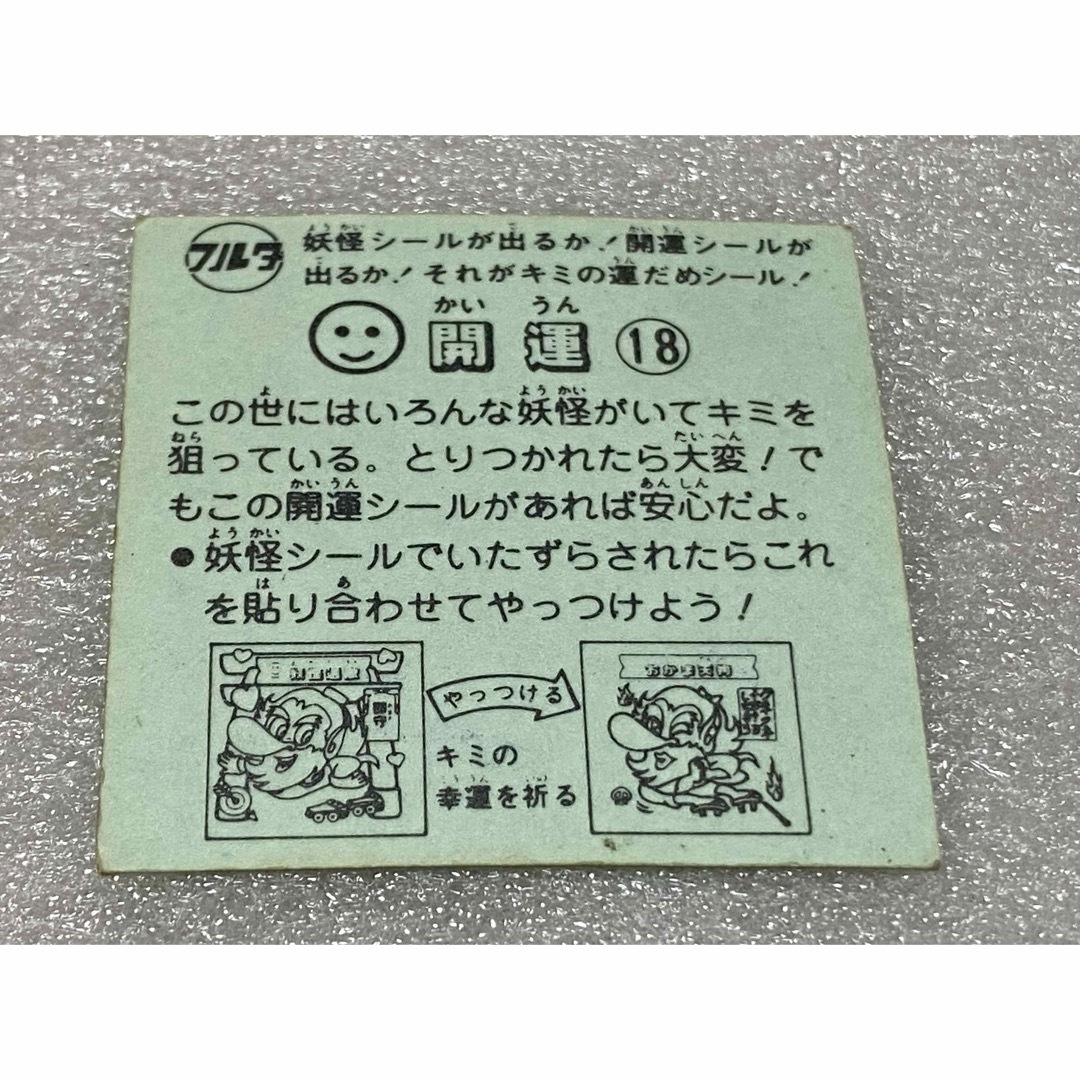 フルタ
妖怪シールが出るか！開運シールが
出るか！それがキミの運だめシール！
かい うん
開運 18
この世にはいろんな妖怪がいてキミを
狙っている。とりつかれたら大変！で
もこの開運シールがあれば安心だよ。
●妖怪シールでいたずらされたらこれ
を貼り合わせてやっつけよう！
やっつける
キミの
幸運を祈る